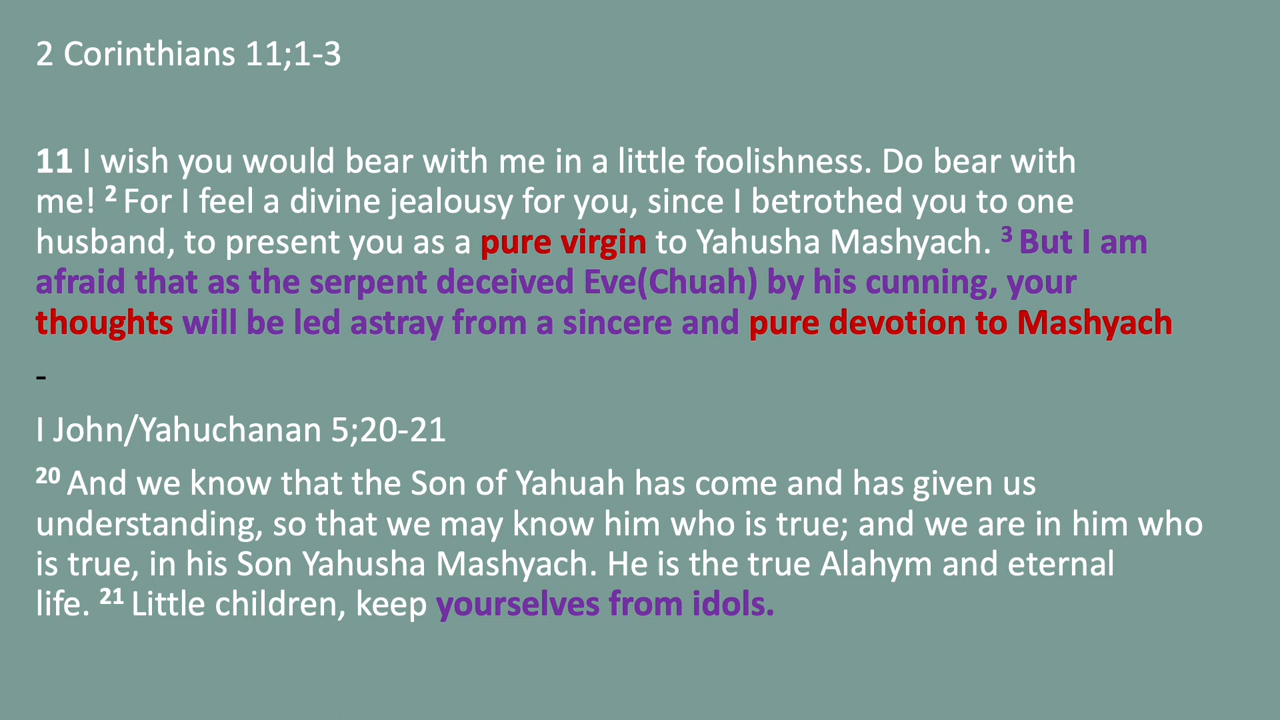 2 Corinthians 11;1-3
11 I wish you would bear with me in a little foolishness. Do bear with
me! 2 For I feel a divine jealousy for you, since I betrothed you to one
husband, to present you as a pure virgin to Yahusha Mashyach. 3 But I am
afraid that as the serpent deceived Eve(Chuah) by his cunning, your
thoughts will be led astray from a sincere and pure devotion to Mashyach
-
I John/Yahuchanan 5;20-21
20 And we know that the Son of Yahuah has come and has given us
understanding, so that we may know him who is true; and we are in him who
is true, in his Son Yahusha Mashyach. He is the true Alahym and eternal
life. 21 Little children, keep yourselves from idols.